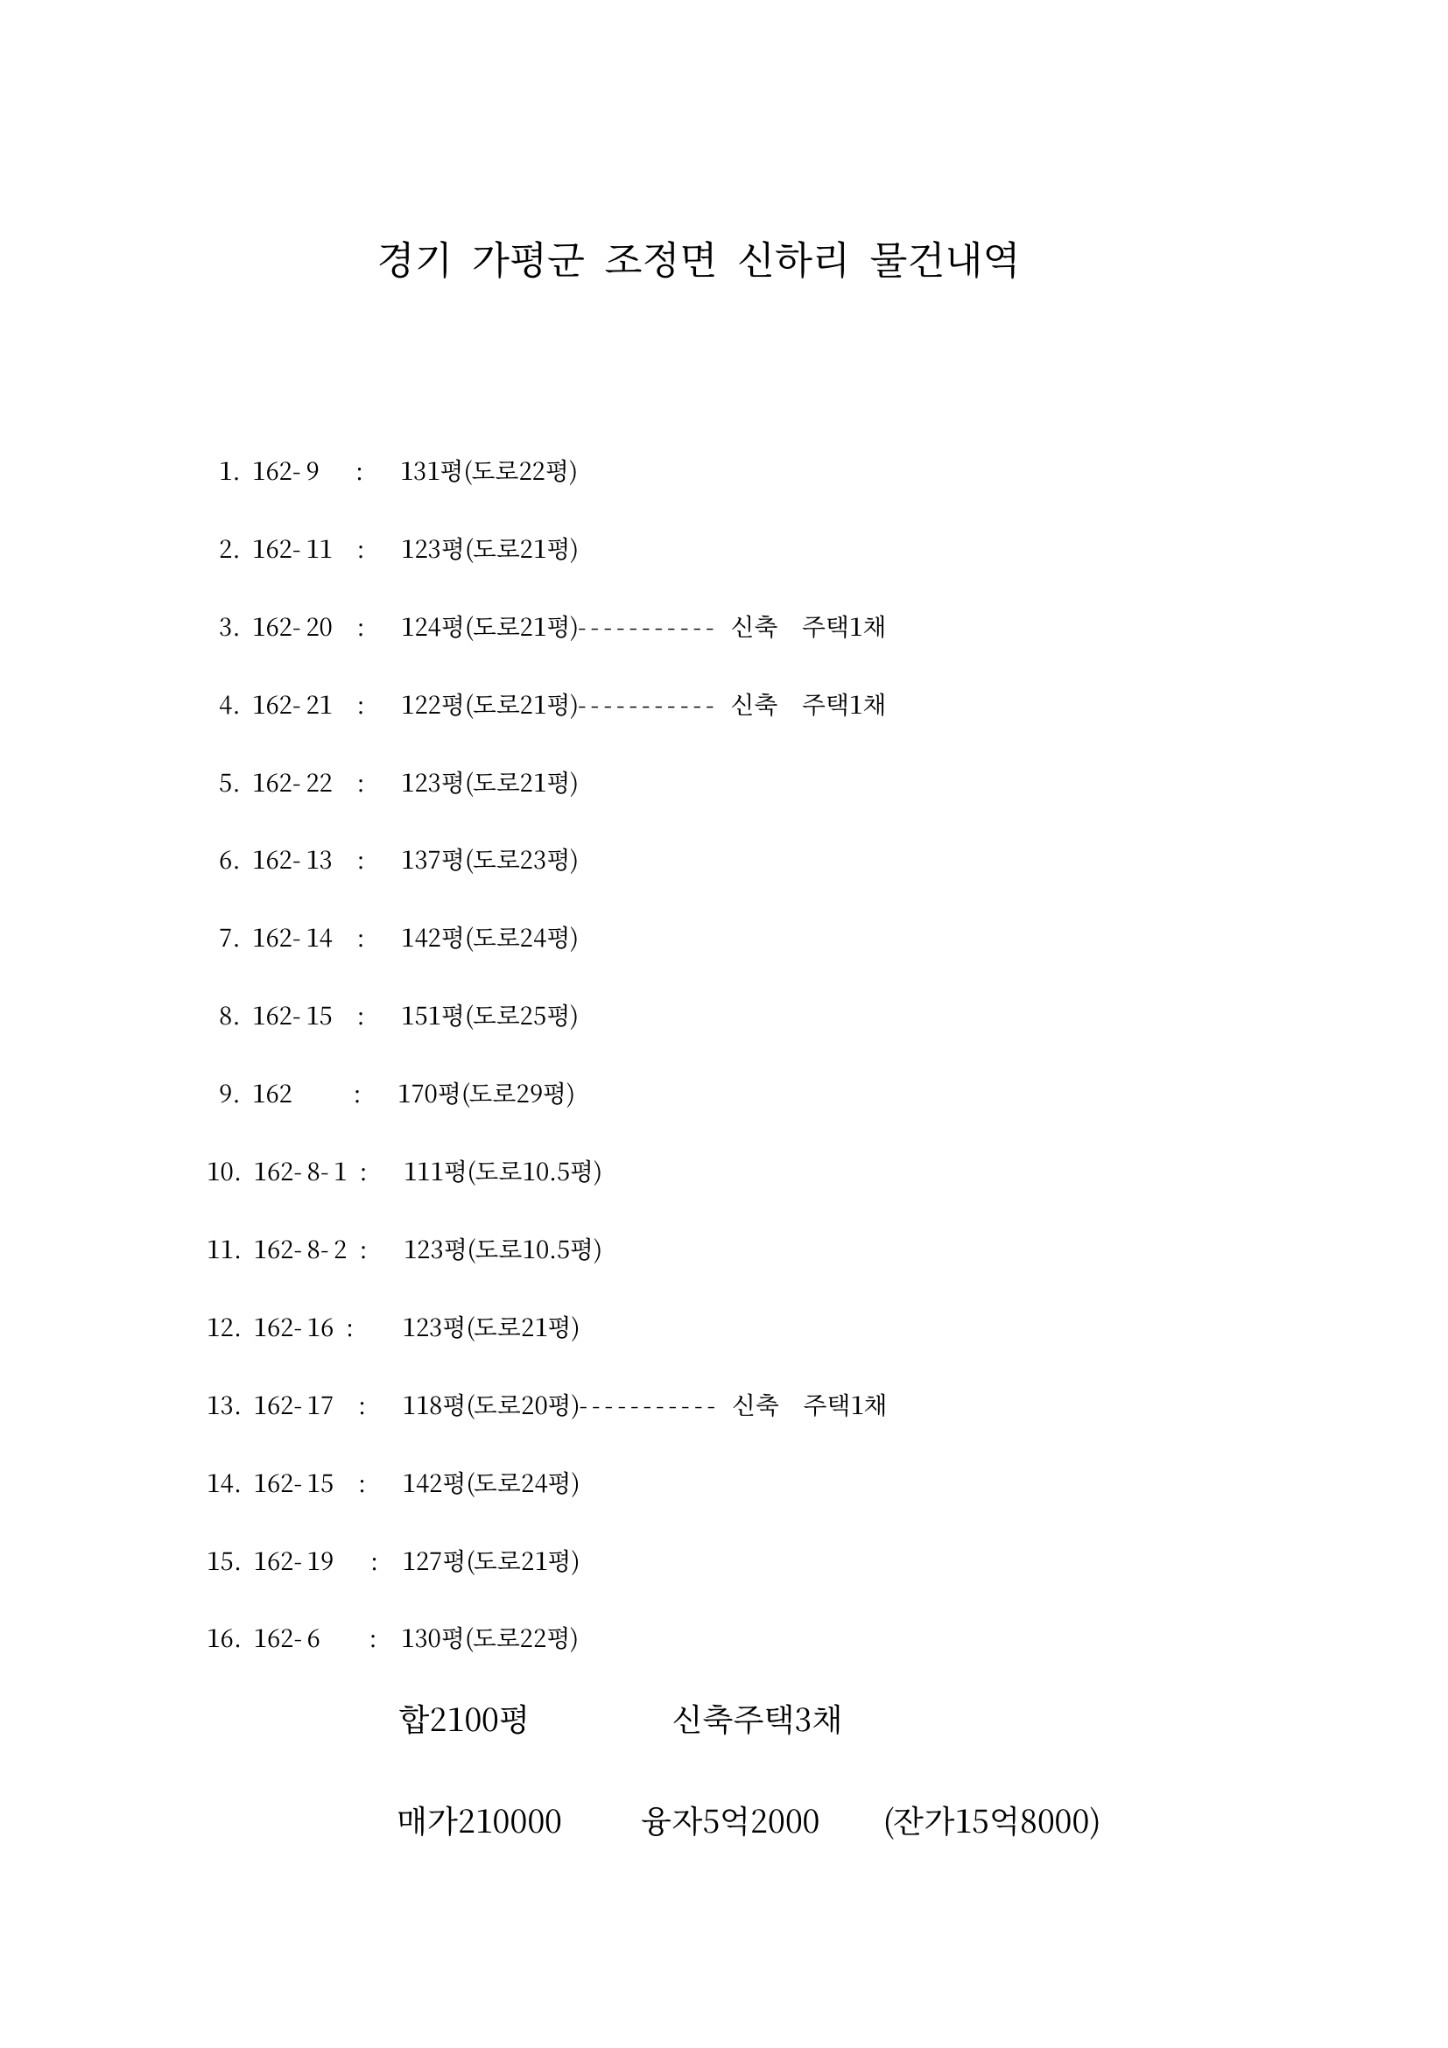 경기 가평군 조정면 신하리 물건내역
1. 162-9 : 131평(도로22평)
2. 162-11 : 123평(도로21평)
3. 162-20 : 124평(도로21평)----------- 신축 주택1채
4. 162-21 : 122평(도로21평)----------- 신축 주택1채
5. 162-22 : 123평(도로21평)
6. 162-13 : 137평(도로23평)
7. 162-14 : 142평(도로24평)
8. 162-15 : 151평(도로25평)
9. 162 : 170평(도로29평)
10. 162-8-1 : 111평(도로10.5평)
11. 162-8-2 : 123평(도로10.5평)
12. 162-16 : 123평(도로21평)
13. 162-17 : 118평(도로20평)----------- 신축 주택1채
14. 162-15 : 142평(도로24평)
15. 162-19 : 127평(도로21평)
16. 162-6 : 130평(도로22평)
합2100평 신축주택3채
매가210000 융자5억2000 (잔가15억8000)